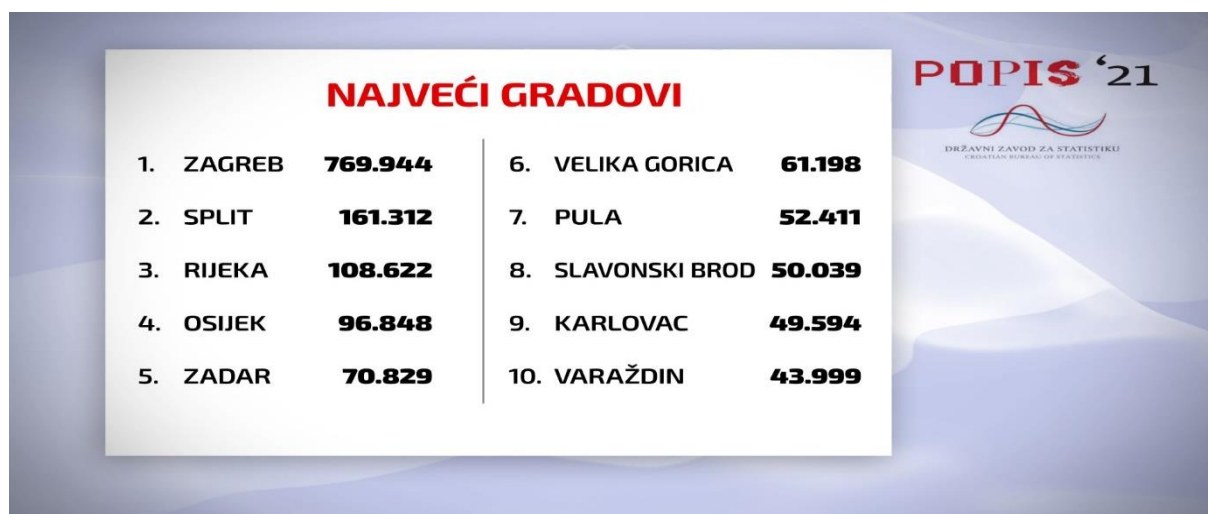 NAJVEĆI GRADOVI
1. ZAGREB 769.944
2. SPLIT 161.312
3. RIJEKA 108.622
4. OSIJEK 96.848
5. ZADAR 70.829
6. VELIKA GORICA 61.198
7. PULA 52.411
8. SLAVONSKI BROD 50.039
9. KARLOVAC 49.594
10. VARAŽDIN 43.999
POPIS ‘21
DRŽAVNI ZAVOD ZA STATISTIKU
CROATIAN BUREAU OF STATISTICS